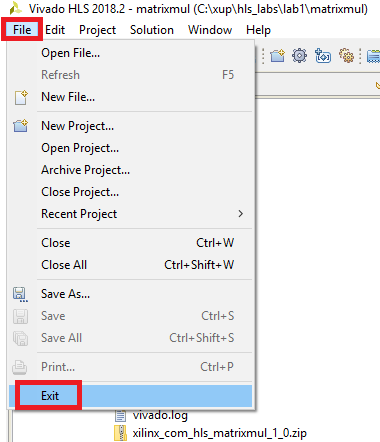 Vivado HLS 2018.2 - matrixmul (C:\xup\hls_labs\lab1\matrixmul)
File Edit Project Solution Window Help
Open File...
Refresh F5
New File...
New Project...
Open Project...
Archive Project...
Close Project...
Recent Project
Close Ctrl+W
Close All Ctrl+Shift+W
Save As...
Save Ctrl+S
Save All Ctrl+Shift+S
Print... Ctrl+P
Exit
vivado.log
xilinx_com_hls_matrixmul_1_0.zip